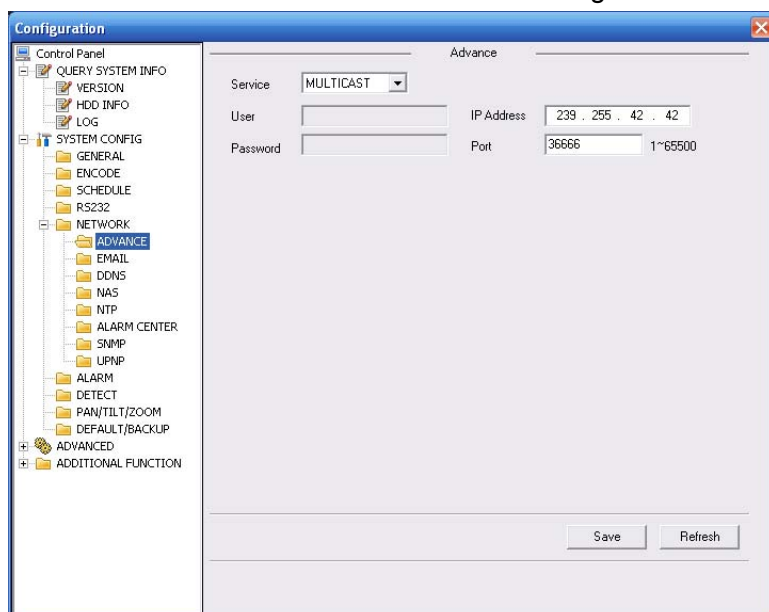 Configuration
Control Panel
QUERY SYSTEM INFO
VERSION
HDD INFO
LOG
SYSTEM CONFIG
GENERAL
ENCODE
SCHEDULE
RS232
NETWORK
ADVANCE
EMAIL
DDNS
NAS
NTP
ALARM CENTER
SNMP
UPNP
ALARM
DETECT
PAN/TILT/ZOOM
DEFAULT/BACKUP
ADVANCED
ADDITIONAL FUNCTION
Advance
Service MULTICAST
User IP Address 239 . 255 . 42 . 42
Password Port 36666 1~65500
Save Refresh